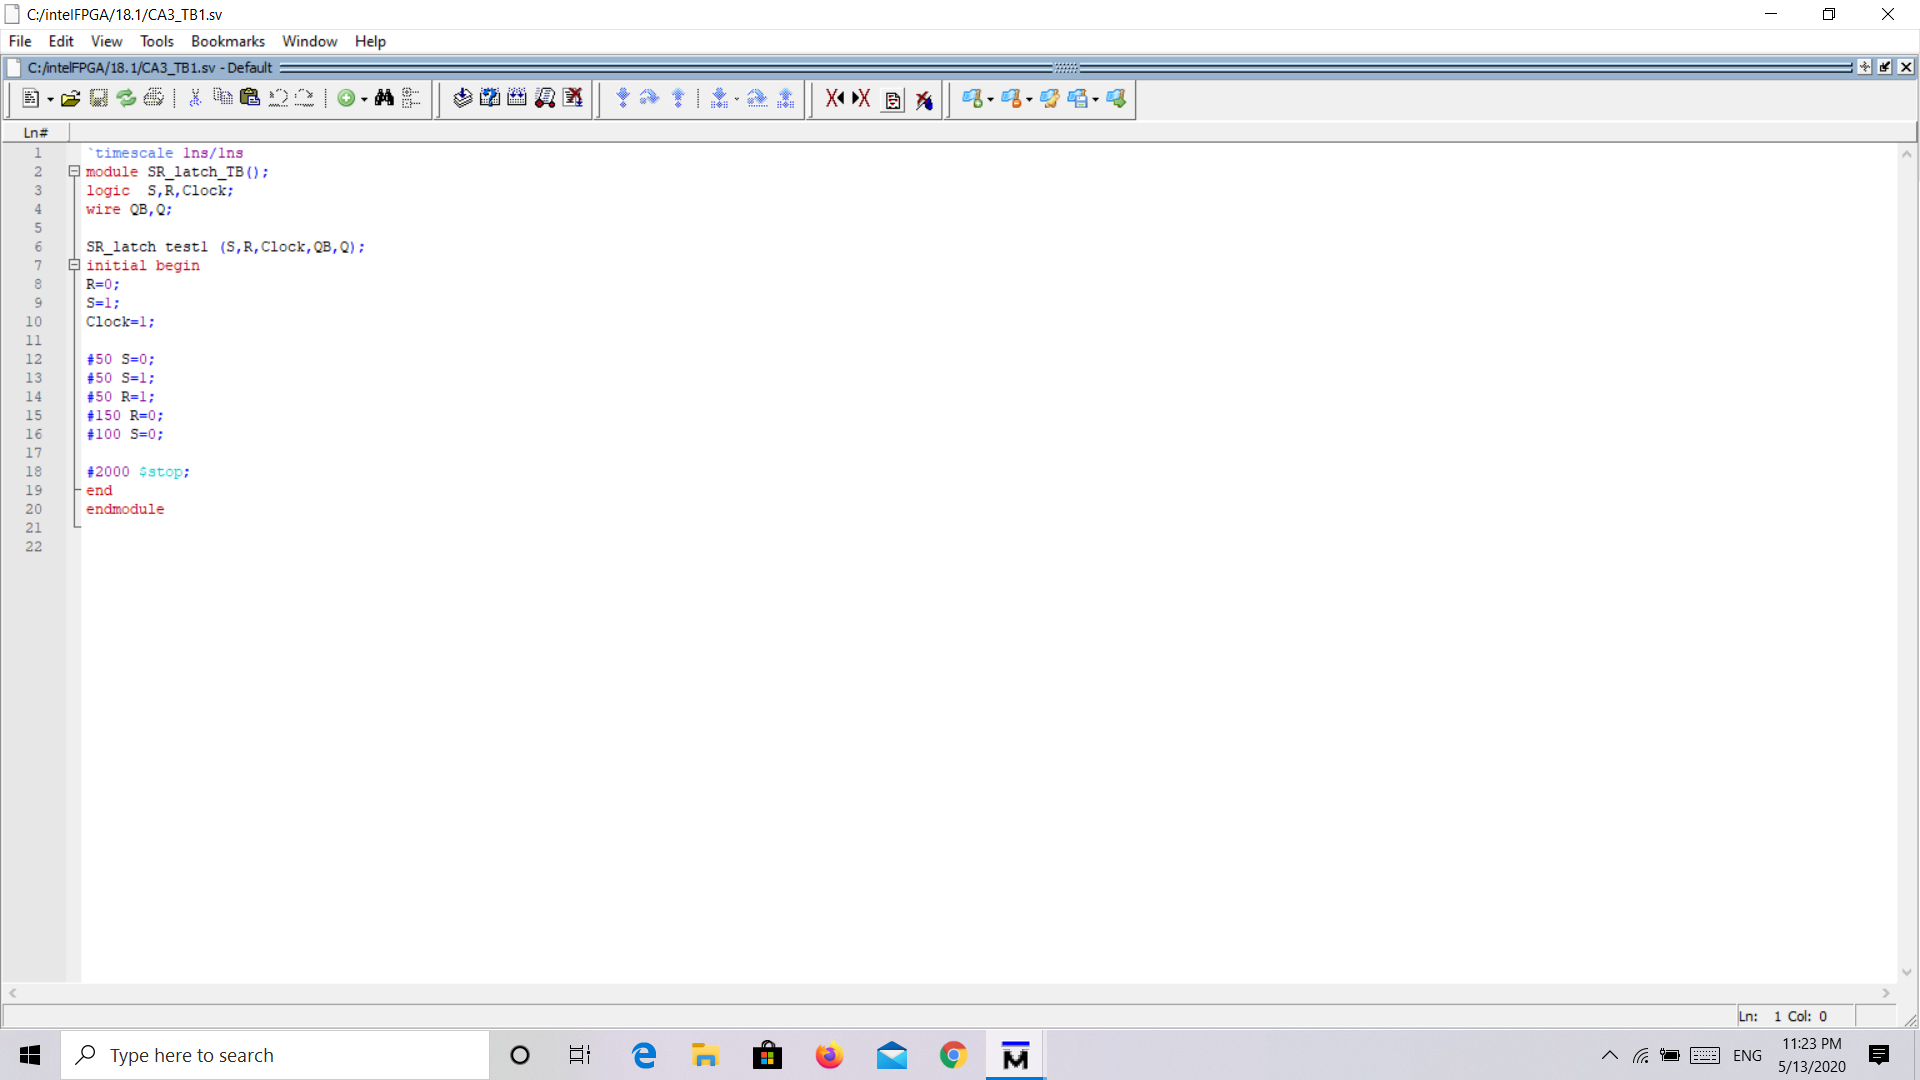 C:/intelFPGA/18.1/CA3_TB1.sv
File Edit View Tools Bookmarks Window Help
C:/intelFPGA/18.1/CA3_TB1.sv - Default
Ln#
1 `timescale 1ns/1ns
2 module SR_latch_TB();
3 logic  S,R,Clock;
4 wire QB,Q;
5
6 SR_latch test1 (S,R,Clock,QB,Q);
7 initial begin
8 R=0;
9 S=1;
10 Clock=1;
11
12 #50 S=0;
13 #50 S=1;
14 #50 R=1;
15 #150 R=0;
16 #100 S=0;
17
18 #2000 $stop;
19 end
20 endmodule
21
22
Ln: 1 Col: 0
Type here to search
ENG
11:23 PM
5/13/2020